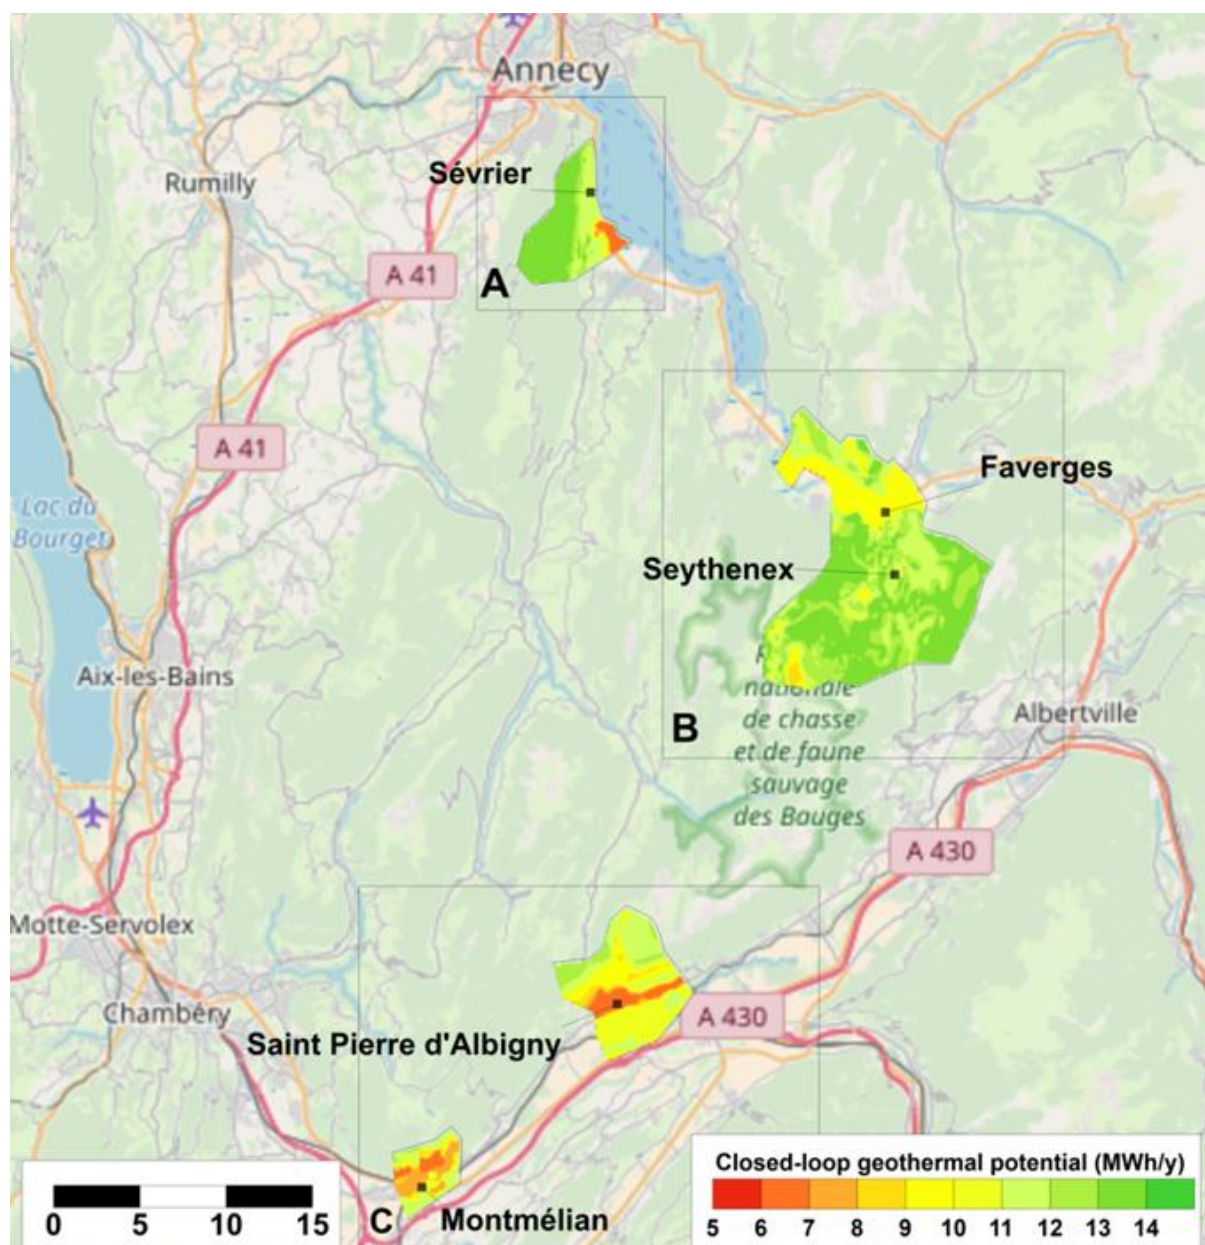 Annecy
Sévrier
Rumilly
A 41
A
A 41
Faverges
Lac du
Bourget
Seythenex
Aix-les-Bains
R
nationale
de chasse
et de faune
sauvage
des Bauges
B
Albertville
A 430
Motte-Servolex
Chambéry
A 430
Saint Pierre d'Albigny
Closed-loop geothermal potential (MWh/y)
5 6 7 8 9 10 11 12 13 14
0 5 10 15
C
Montmélian